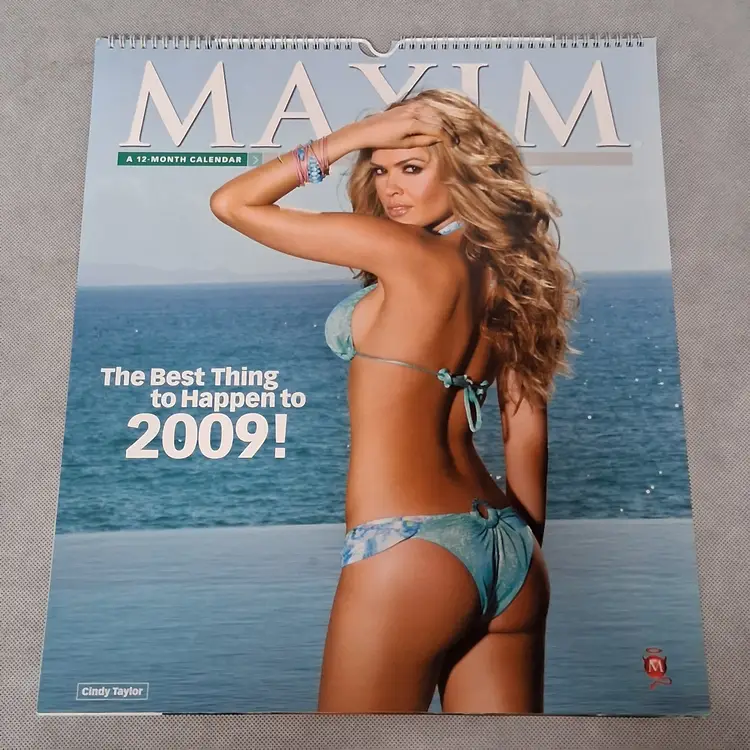 MAXIM
A 12-MONTH CALENDAR
The Best Thing
to Happen to
2009!
Cindy Taylor
M